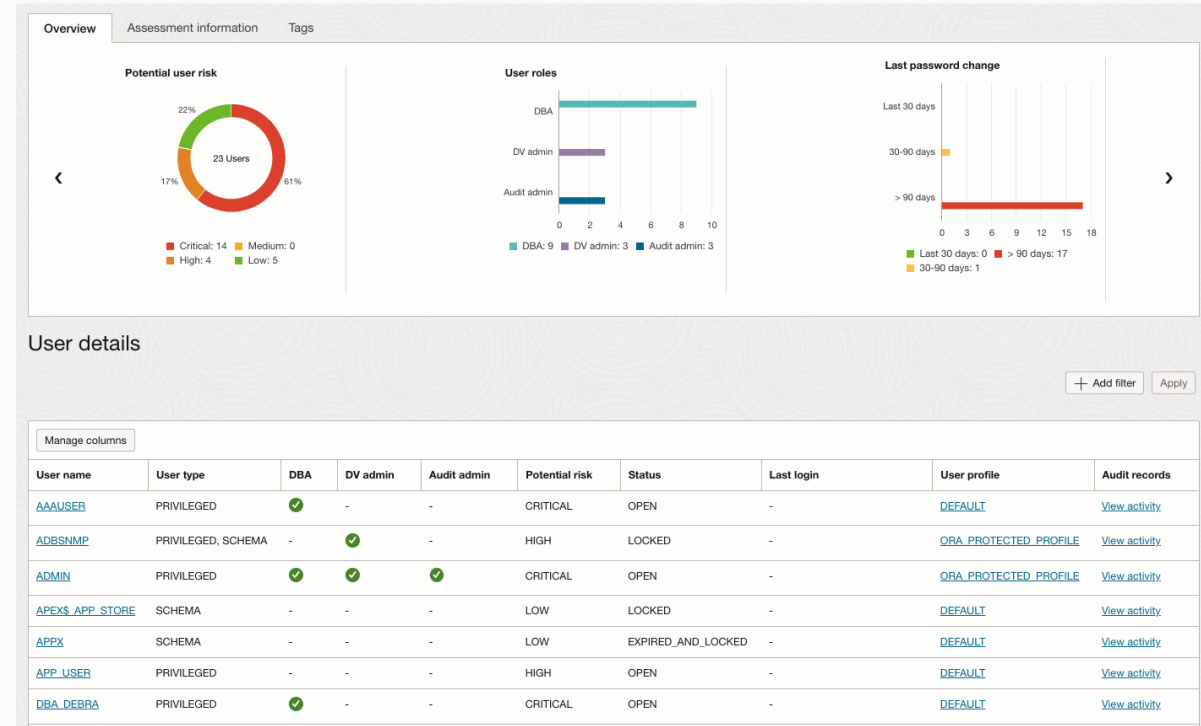 Overview Assessment information Tags
Potential user risk
22%
23 Users
17%
61%
Critical: 14 Medium: 0
High: 4 Low: 5
User roles
DBA
DV admin
Audit admin
0 2 4 6 8 10
DBA: 9 DV admin: 3 Audit admin: 3
Last password change
Last 30 days
30-90 days
> 90 days
0 3 6 9 12 15 18
Last 30 days: 0 > 90 days: 17
30-90 days: 1
User details
Add filter Apply
Manage columns
User name User type DBA DV admin Audit admin Potential risk Status Last login User profile Audit records
AAAUSER PRIVILEGED - - CRITICAL OPEN - DEFAULT View activity
ADBSNMP PRIVILEGED, SCHEMA - - HIGH LOCKED - ORA_PROTECTED_PROFILE View activity
ADMIN PRIVILEGED CRITICAL OPEN - ORA_PROTECTED_PROFILE View activity
APEX$_APP_STORE SCHEMA - - - LOW LOCKED - DEFAULT View activity
APPX SCHEMA - - - LOW EXPIRED_AND_LOCKED - DEFAULT View activity
APP_USER PRIVILEGED - - - HIGH OPEN - DEFAULT View activity
DBA_DEBRA PRIVILEGED - - CRITICAL OPEN - DEFAULT View activity